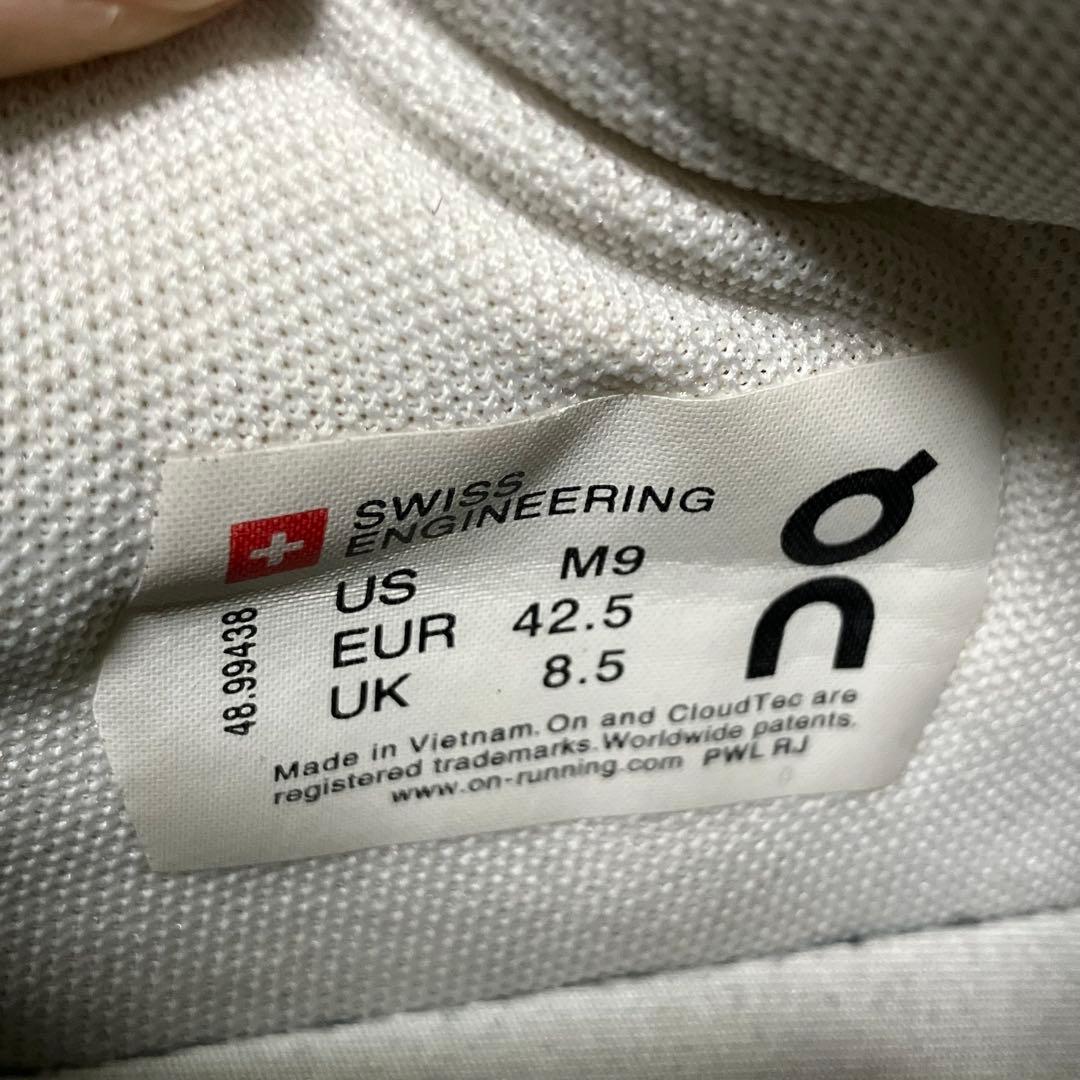 SWISS
ENGINEERING
US M9
EUR 42.5
UK 8.5
48.99438
Made in Vietnam. On and CloudTec are
registered trademarks. Worldwide patents.
www.on-running.com PWL RJ
On